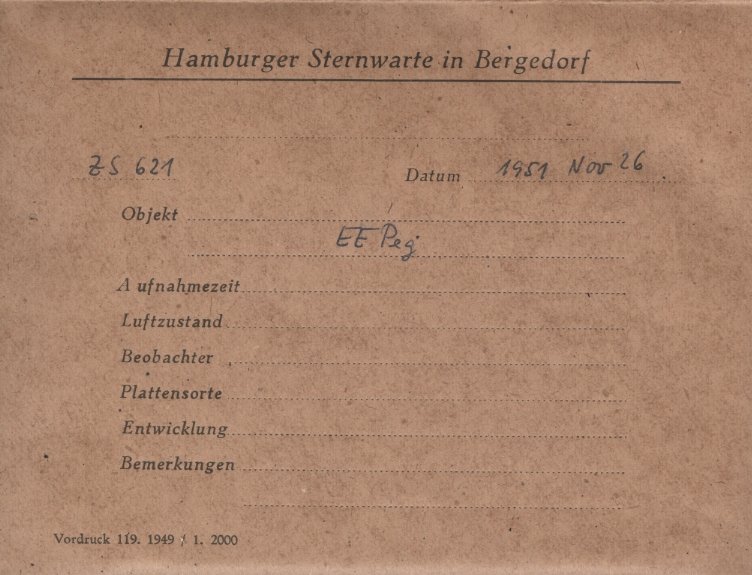 Hamburger Sternwarte in Bergedorf
ZS 621 Datum 1951 Nov 26
Objekt
EE Peg
Aufnahmezeit
Luftzustand
Beobachter
Plattensorte
Entwicklung
Bemerkungen
Vordruck 119. 1949 / 1. 2000